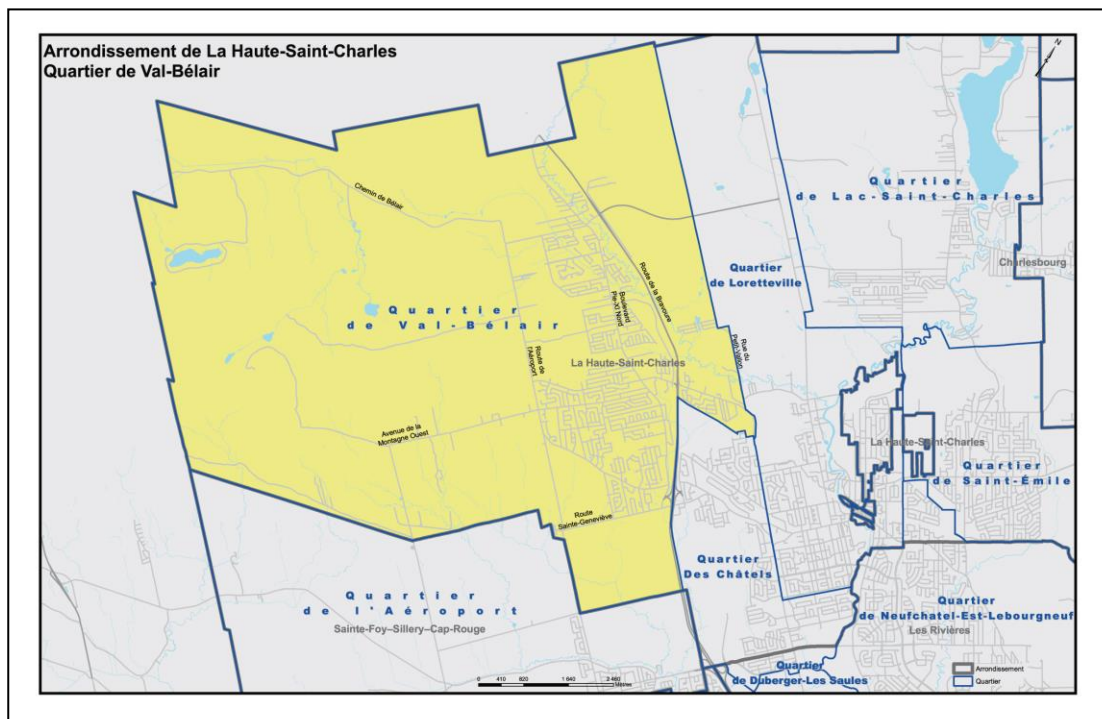 Arrondissement de La Haute-Saint-Charles
Quartier de Val-Bélair
N
Chemin de Bélair
Quartier
de Lac-Saint-Charles
Charlesbourg
Route de la Bravoure
Quartier
de Loretteville
Boulevard
Pie-XI Nord
Quartier
de Val-Bélair
Rue du
Petit-Vallon
Route de
l'Aéroport
La Haute-Saint-Charles
Avenue de la
Montagne Ouest
La Haute-Saint-Charles
Quartier
de Saint-Émile
Route
Sainte-Geneviève
Quartier
Des Châtels
Quartier
de l'Aéroport
Sainte-Foy–Sillery–Cap-Rouge
Quartier
de Neufchatel-Est-Lebourgneuf
Les Rivières
Quartier
de Duberger-Les Saules
0 410 820 1 640 2 460
Mètres
Arrondissement
Quartier